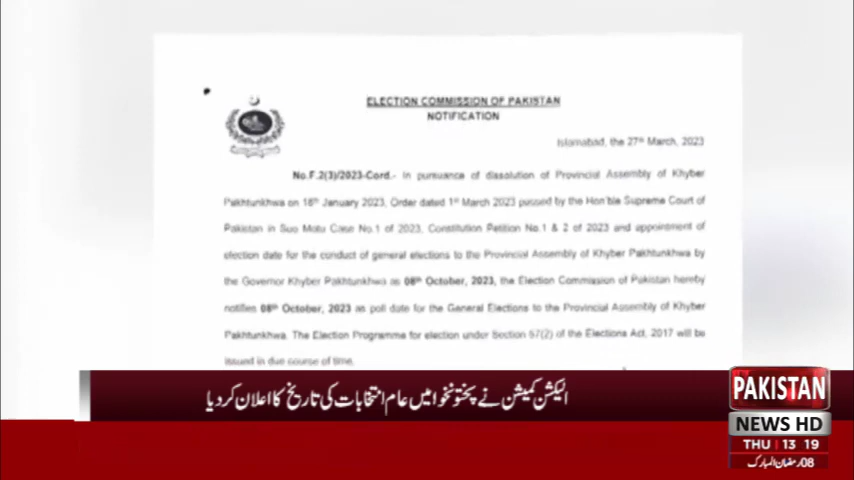 ELECTION COMMISSION OF PAKISTAN
NOTIFICATION
Islamabad, the 27th March, 2023
No.F.2(3)/2023-Cord.- In pursuance of dissolution of Provincial Assembly of Khyber
Pakhtunkhwa on 18th January 2023, Order dated 1st March 2023 passed by the Hon'ble Supreme Court of
Pakistan in Suo Motu Case No.1 of 2023, Constitution Petition No.1 & 2 of 2023 and appointment of
election date for the conduct of general elections to the Provincial Assembly of Khyber Pakhtunkhwa by
the Governor Khyber Pakhtunkhwa as 08th October, 2023, the Election Commission of Pakistan hereby
notifies 08th October, 2023 as poll date for the General Elections to the Provincial Assembly of Khyber
Pakhtunkhwa. The Election Programme for election under Section 57(2) of the Elections Act, 2017 will be
issued in due course of time.
الیکشن کمیشن نے پختونخوا میں عام انتخابات کی تاریخ کا اعلان کر دیا
PAKISTAN
NEWS HD
THU 13 19
08 رمضان المبارک